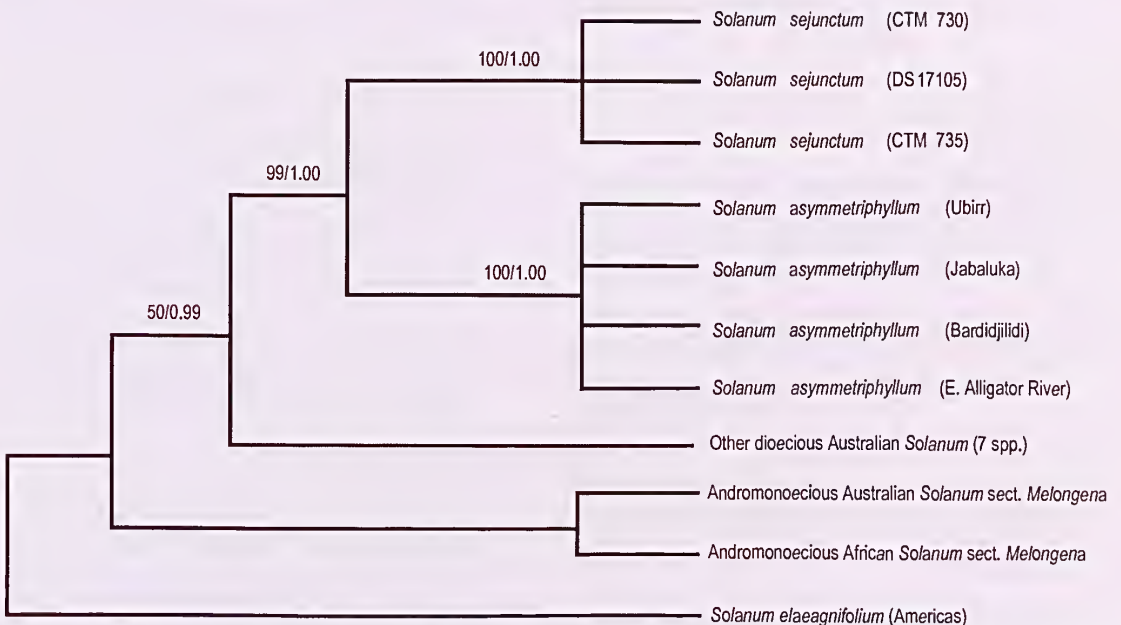 Solanum sejunctum (CTM 730)
100/1.00
Solanum sejunctum (DS17105)
Solanum sejunctum (CTM 735)
99/1.00
Solanum asymmetriphyllum (Ubirr)
Solanum asymmetriphyllum (Jabaluka)
100/1.00
50/0.99
Solanum asymmetriphyllum (Bardidjilidi)
Solanum asymmetriphyllum (E. Alligator River)
Other dioecious Australian Solanum (7 spp.)
Andromonoecious Australian Solanum sect. Melongena
Andromonoecious African Solanum sect. Melongena
Solanum elaeagnifolium (Americas)